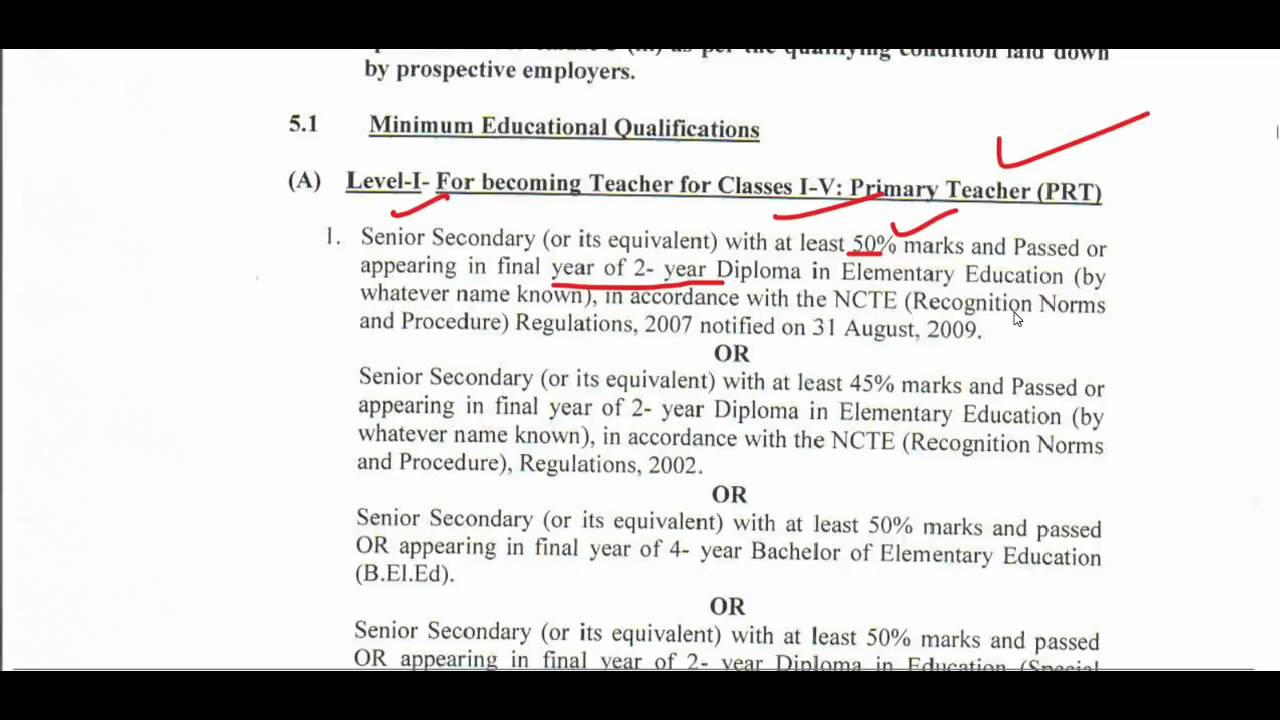 as per the qualifying condition laid down
by prospective employers.
5.1 Minimum Educational Qualifications
(A) Level-I- For becoming Teacher for Classes I-V: Primary Teacher (PRT)
1. Senior Secondary (or its equivalent) with at least 50% marks and Passed or
appearing in final year of 2- year Diploma in Elementary Education (by
whatever name known), in accordance with the NCTE (Recognition Norms
and Procedure) Regulations, 2007 notified on 31 August, 2009.
OR
Senior Secondary (or its equivalent) with at least 45% marks and Passed or
appearing in final year of 2- year Diploma in Elementary Education (by
whatever name known), in accordance with the NCTE (Recognition Norms
and Procedure), Regulations, 2002.
OR
Senior Secondary (or its equivalent) with at least 50% marks and passed
OR appearing in final year of 4- year Bachelor of Elementary Education
(B.El.Ed).
OR
Senior Secondary (or its equivalent) with at least 50% marks and passed
OR appearing in final year of 2- year Diploma in Education (Special